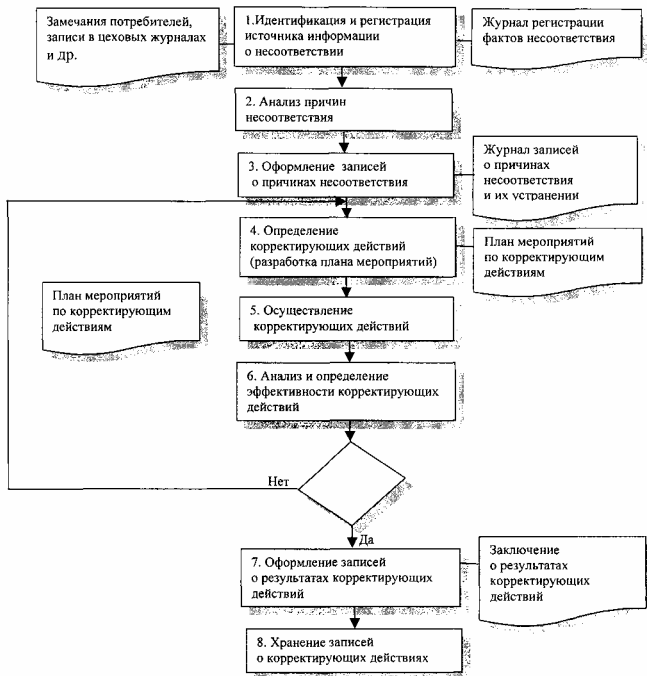 Замечания потребителей,
записи в цеховых журналах
и др.
1.Идентификация и регистрация
источника информации
о несоответствии
Журнал регистрации
фактов несоответствия
2. Анализ причин
несоответствия
3. Оформление записей
о причинах несоответствия
Журнал записей
о причинах
несоответствия
и их устранении
4. Определение
корректирующих действий
(разработка плана мероприятий)
План мероприятий
по корректирующим
действиям
План мероприятий
по корректирующим
действиям
5. Осуществление
корректирующих действий
6. Анализ и определение
эффективности корректирующих
действий
Нет
Да
7. Оформление записей
о результатах корректирующих
действий
Заключение
о результатах
корректирующих
действий
8. Хранение записей
о корректирующих действиях